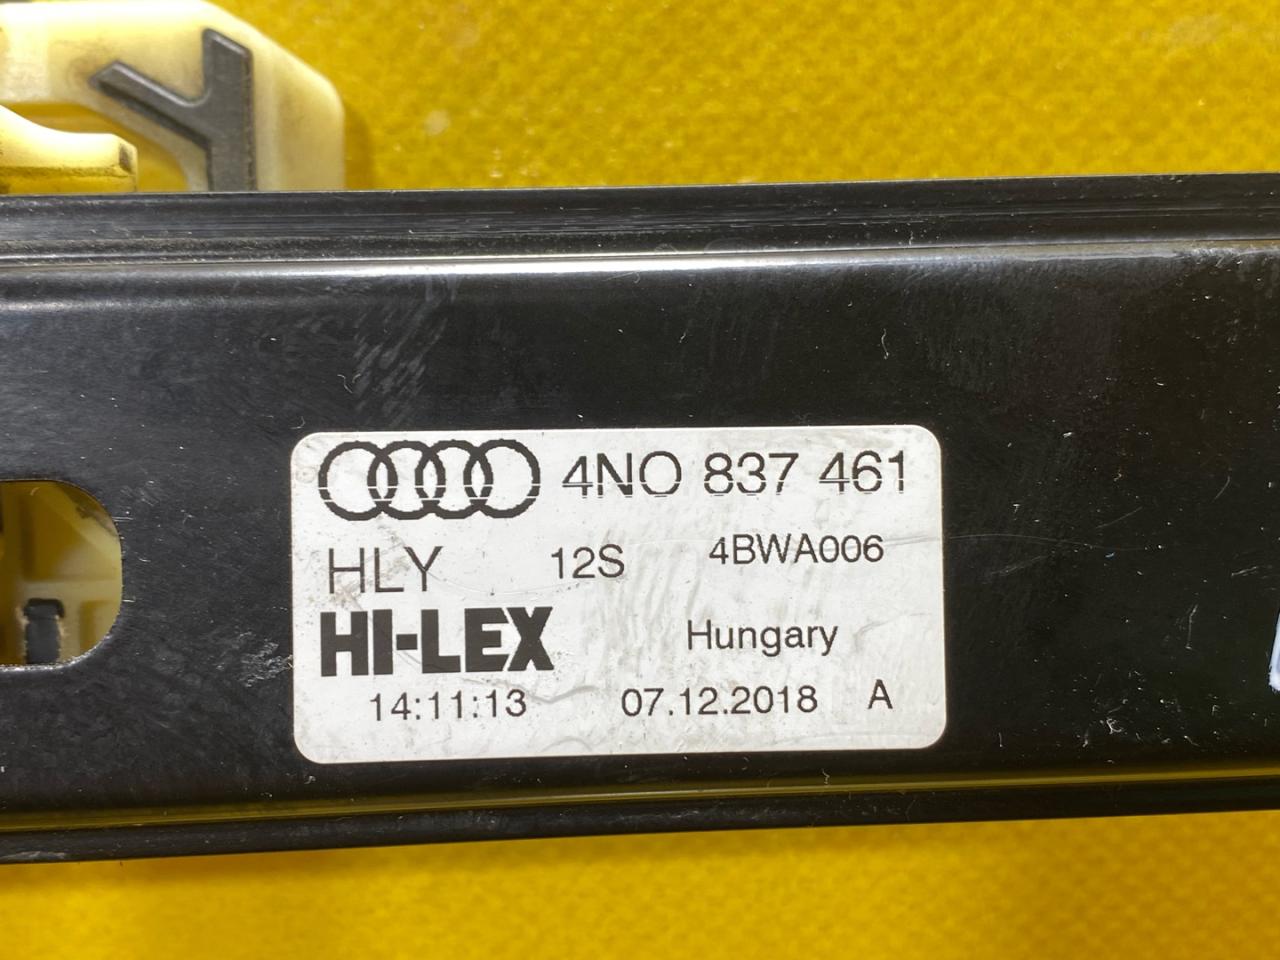 4N0 837 461
HLY 12S 4BWA006
HI-LEX Hungary
14:11:13 07.12.2018 A